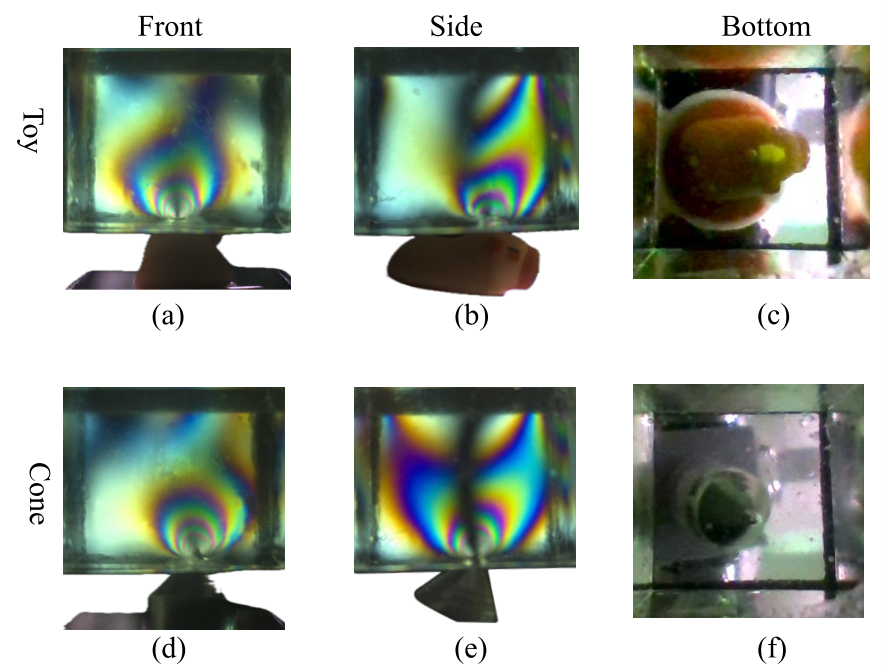 Front Side Bottom
Toy
(a) (b) (c)
Cone
(d) (e) (f)